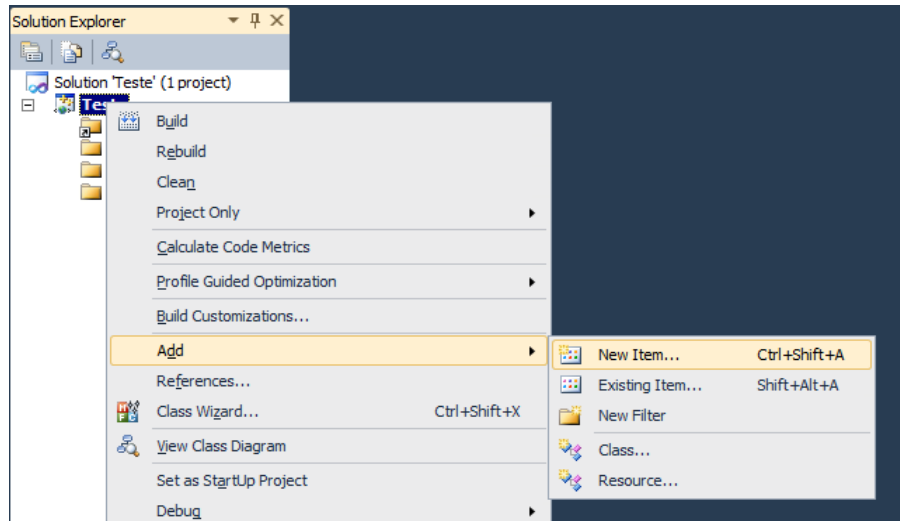 Solution Explorer
Solution 'Teste' (1 project)
Build
Rebuild
Clean
Project Only
Calculate Code Metrics
Profile Guided Optimization
Build Customizations...
Add
New Item... Ctrl+Shift+A
References...
Existing Item... Shift+Alt+A
Class Wizard... Ctrl+Shift+X
New Filter
View Class Diagram
Class...
Set as StartUp Project
Resource...
Debug